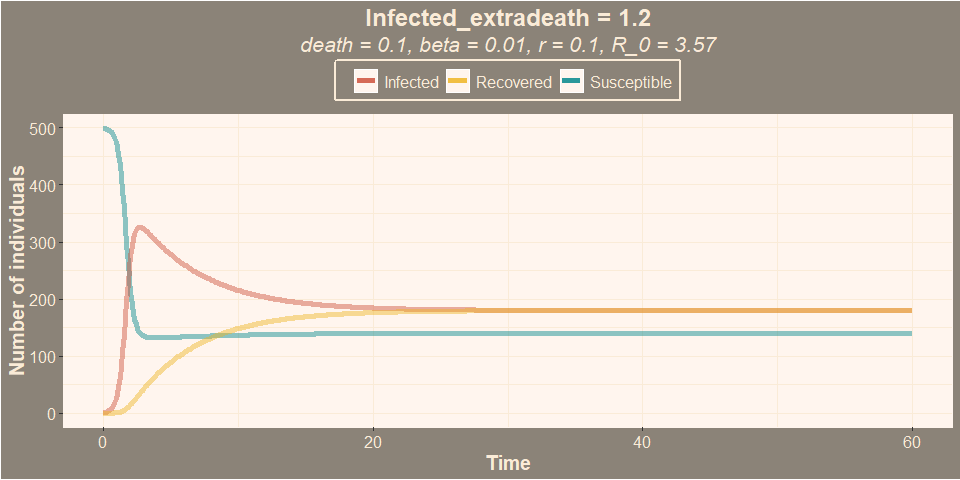 Infected_extradeath = 1.2
death = 0.1, beta = 0.01, r = 0.1, R_0 = 3.57
Infected Recovered Susceptible
Number of individuals
500
400
300
200
100
0
0 20 40 60
Time